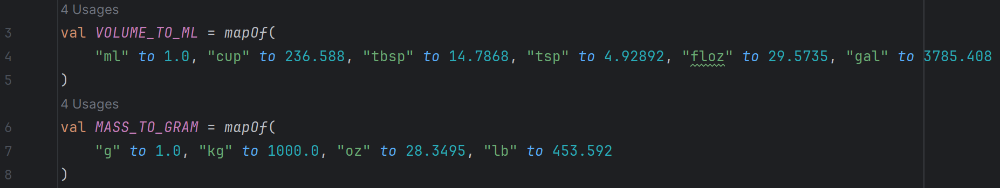 4 Usages
3 val VOLUME_TO_ML = mapOf(
4 "ml" to 1.0, "cup" to 236.588, "tbsp" to 14.7868, "tsp" to 4.92892, "floz" to 29.5735, "gal" to 3785.408
5 )
4 Usages
6 val MASS_TO_GRAM = mapOf(
7 "g" to 1.0, "kg" to 1000.0, "oz" to 28.3495, "lb" to 453.592
8 )